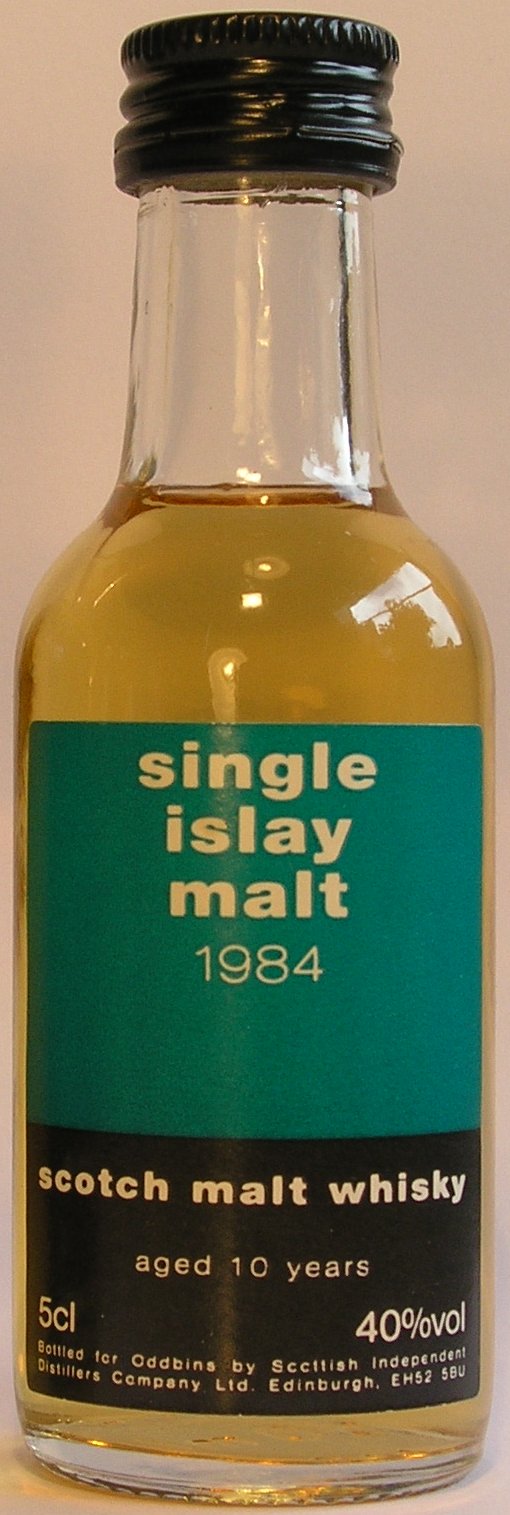 single
islay
malt
1984
scotch malt whisky
aged 10 years
5cl 40%vol
Bottled for Oddbins by Scottish Independent
Distillers Company Ltd. Edinburgh, EH52 5BU